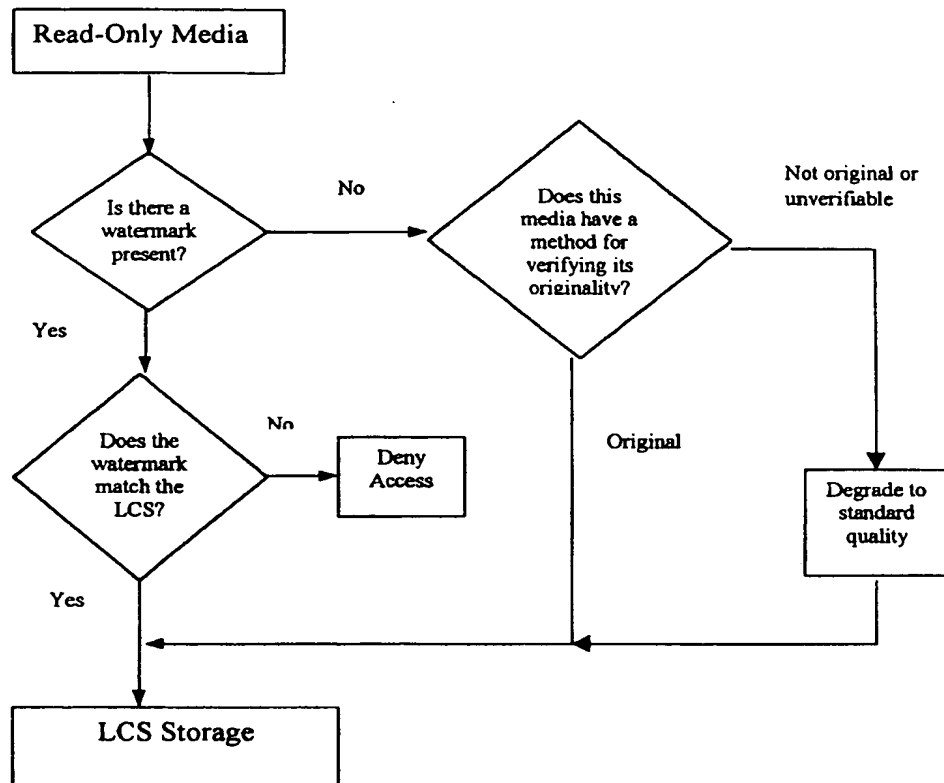 Read-Only Media
Is there a
watermark
present?
No
Does this
media have a
method for
verifying its
originality?
Not original or
unverifiable
Yes
Does the
watermark
match the
LCS?
No
Deny
Access
Original
Degrade to
standard
quality
Yes
LCS Storage